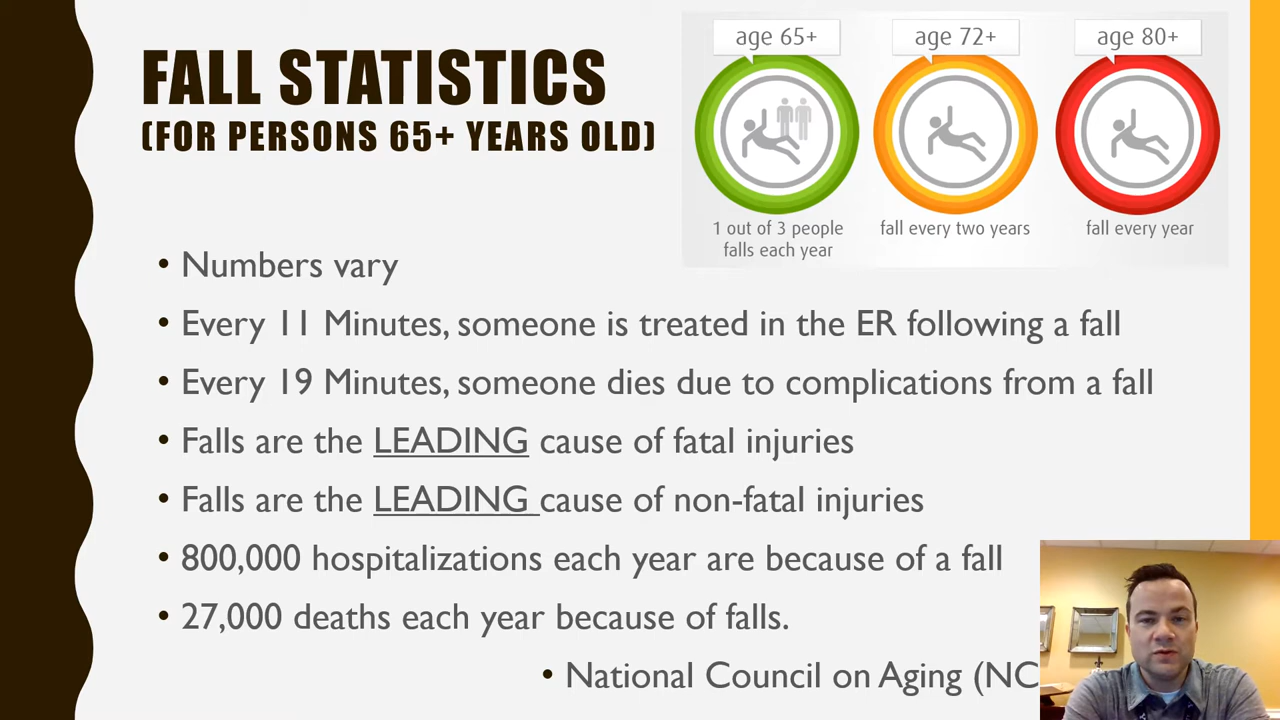 FALL STATISTICS
(FOR PERSONS 65+ YEARS OLD)
age 65+
age 72+
age 80+
1 out of 3 people
falls each year
fall every two years
fall every year
• Numbers vary
• Every 11 Minutes, someone is treated in the ER following a fall
• Every 19 Minutes, someone dies due to complications from a fall
• Falls are the LEADING cause of fatal injuries
• Falls are the LEADING cause of non-fatal injuries
• 800,000 hospitalizations each year are because of a fall
• 27,000 deaths each year because of falls.
• National Council on Aging (NC